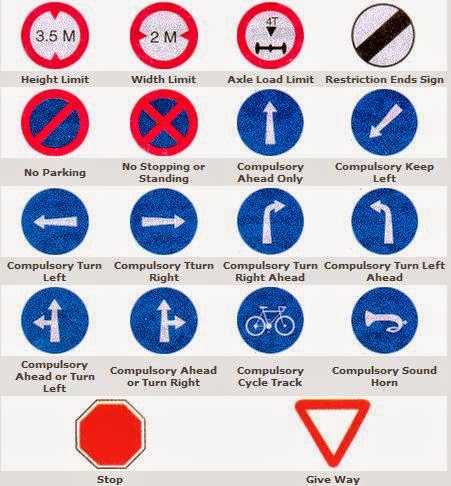 3.5 M
2 M
4T
Height Limit
Width Limit
Axle Load Limit
Restriction Ends Sign
No Parking
No Stopping or
Standing
Compulsory
Ahead Only
Compulsory Keep
Left
Compulsory Turn
Left
Compulsory Tturn
Right
Compulsory Turn
Right Ahead
Compulsory Turn Left
Ahead
Compulsory
Ahead or Turn
Left
Compulsory Ahead
or Turn Right
Compulsory
Cycle Track
Compulsory Sound
Horn
Stop
Give Way